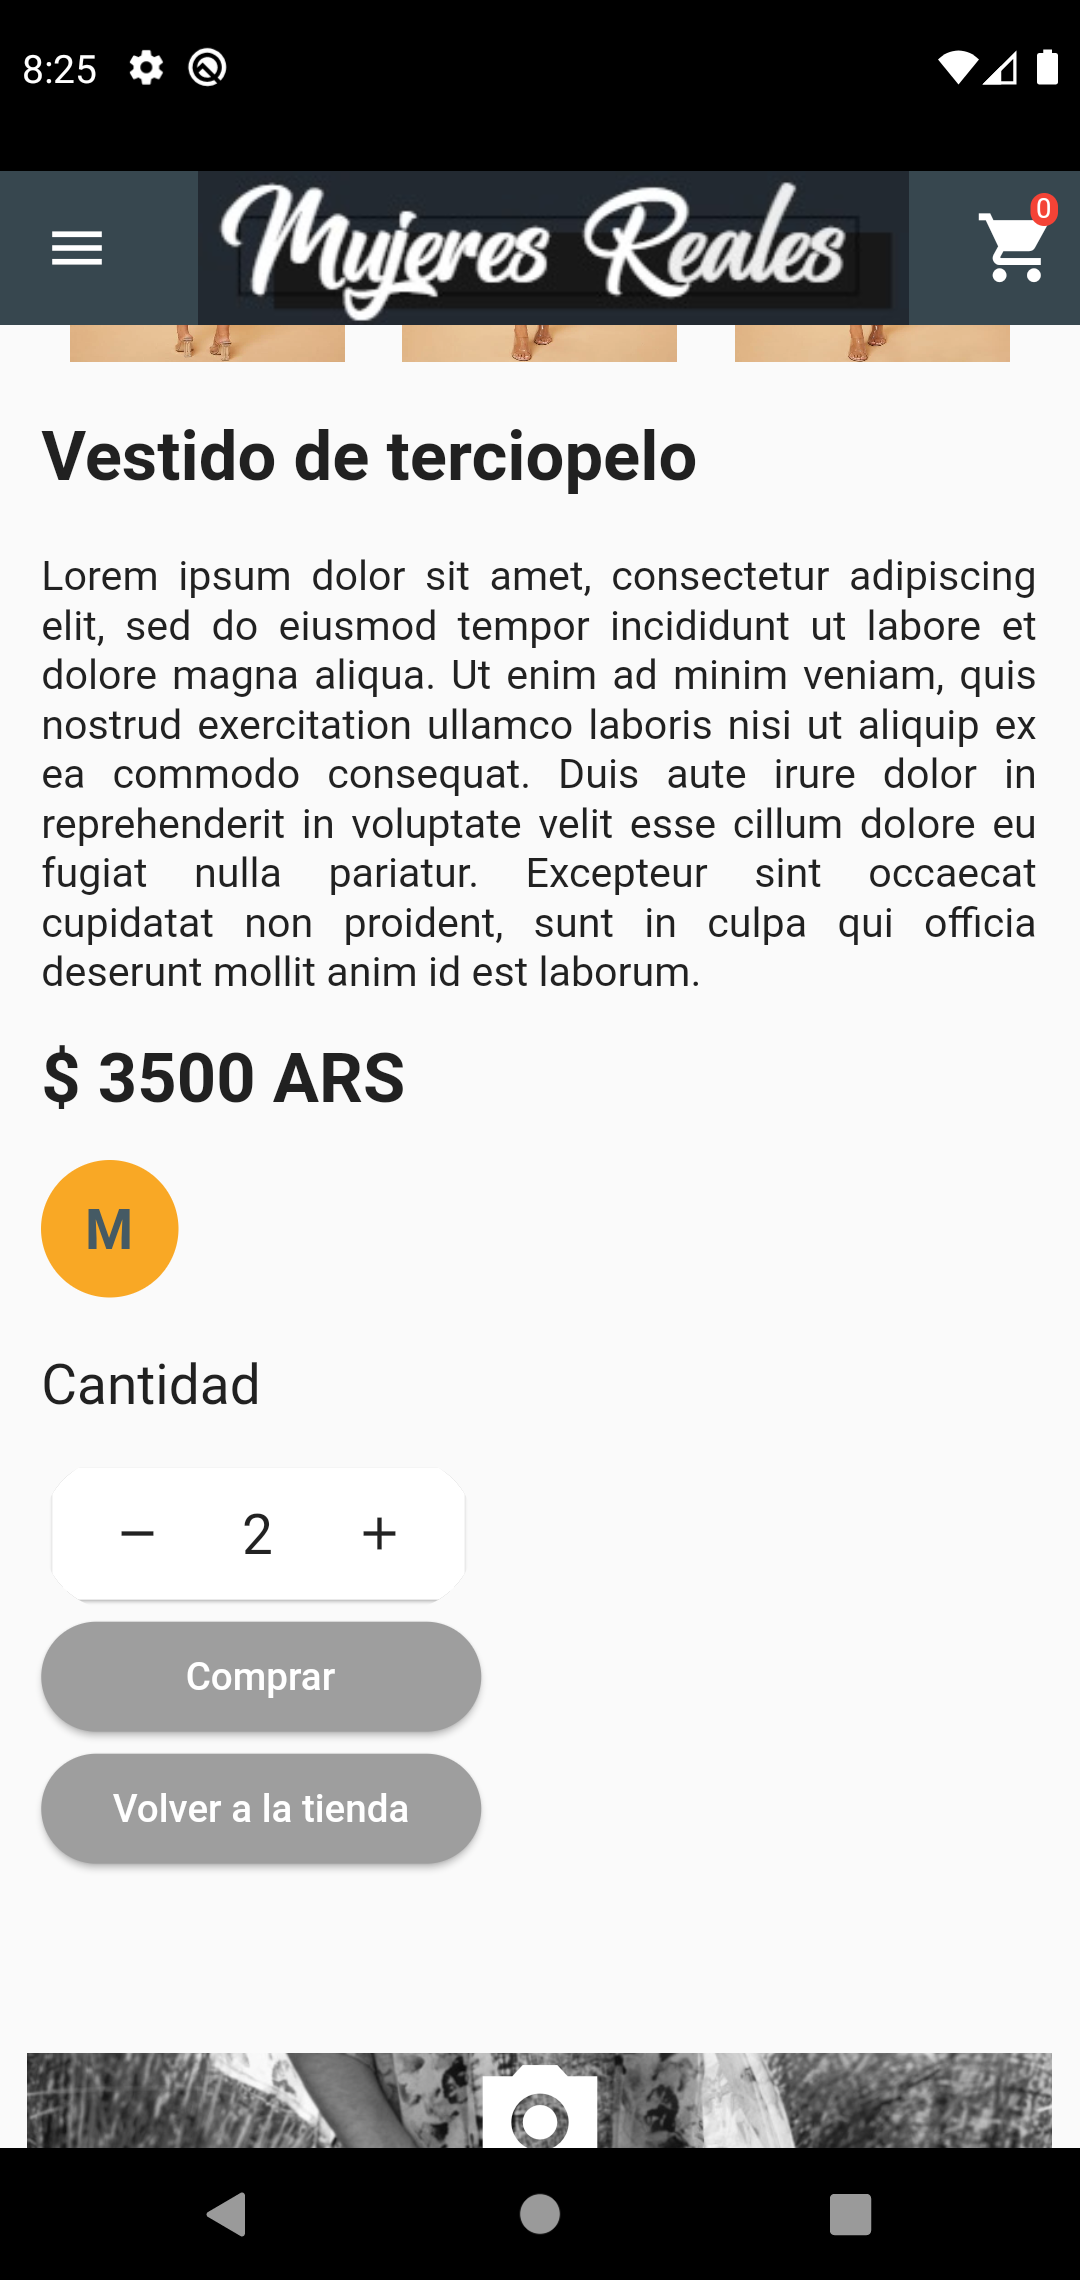 8:25
Mujeres Reales
0
Vestido de terciopelo
Lorem ipsum dolor sit amet, consectetur adipiscing
elit, sed do eiusmod tempor incididunt ut labore et
dolore magna aliqua. Ut enim ad minim veniam, quis
nostrud exercitation ullamco laboris nisi ut aliquip ex
ea commodo consequat. Duis aute irure dolor in
reprehenderit in voluptate velit esse cillum dolore eu
fugiat nulla pariatur. Excepteur sint occaecat
cupidatat non proident, sunt in culpa qui officia
deserunt mollit anim id est laborum.
$ 3500 ARS
M
Cantidad
− 2 +
Comprar
Volver a la tienda